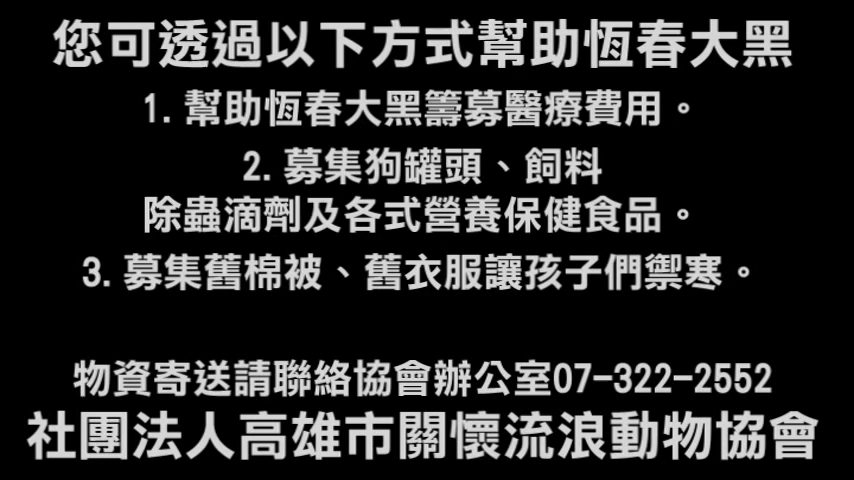 您可透過以下方式幫助恆春大黑
1.幫助恆春大黑籌募醫療費用。
2.募集狗罐頭、飼料
除蟲滴劑及各式營養保健食品。
3.募集舊棉被、舊衣服讓孩子們禦寒。
物資寄送請聯絡協會辦公室07-322-2552
社團法人高雄市關懷流浪動物協會